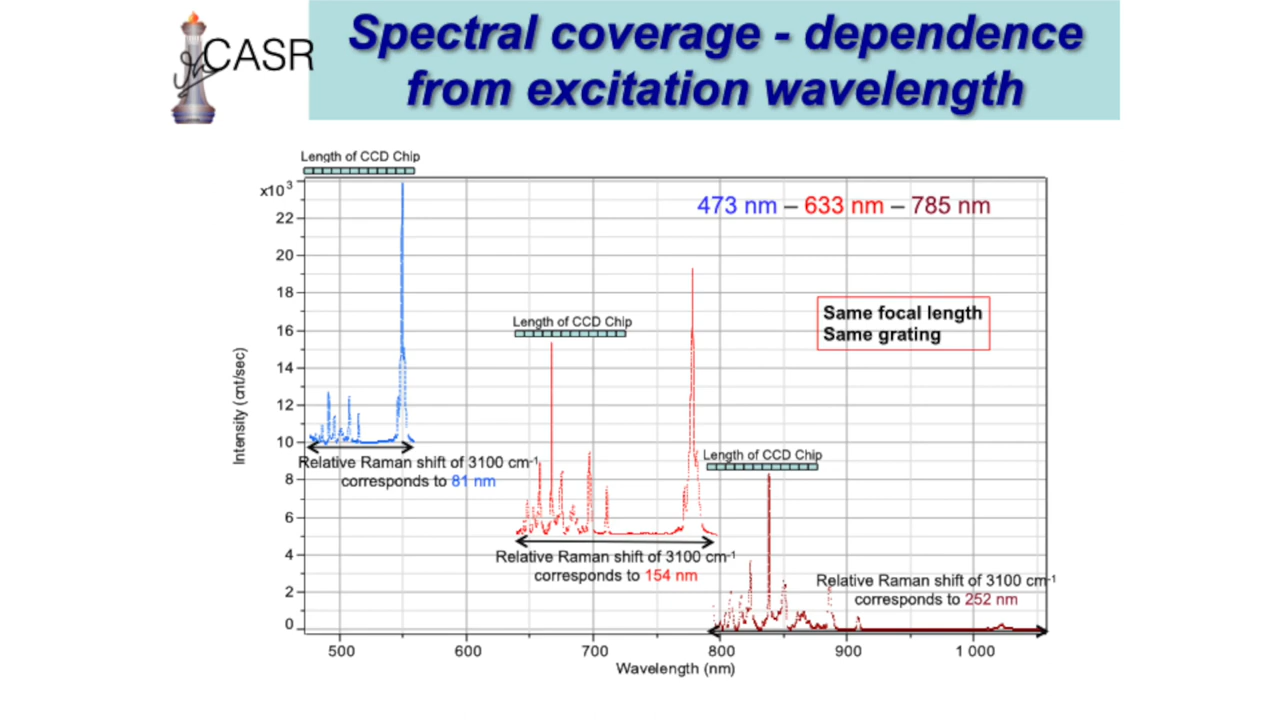 CASR
Spectral coverage - dependence
from excitation wavelength
Length of CCD Chip
x10 3
473 nm – 633 nm – 785 nm
22
20
18
16
14
12
10
8
6
4
2
0
Same focal length
Same grating
Length of CCD Chip
Intensity (cnt/sec)
Relative Raman shift of 3100 cm-1
corresponds to 81 nm
Length of CCD Chip
Relative Raman shift of 3100 cm-1
corresponds to 154 nm
Relative Raman shift of 3100 cm-1
corresponds to 252 nm
500 600 700 800 900 1 000
Wavelength (nm)